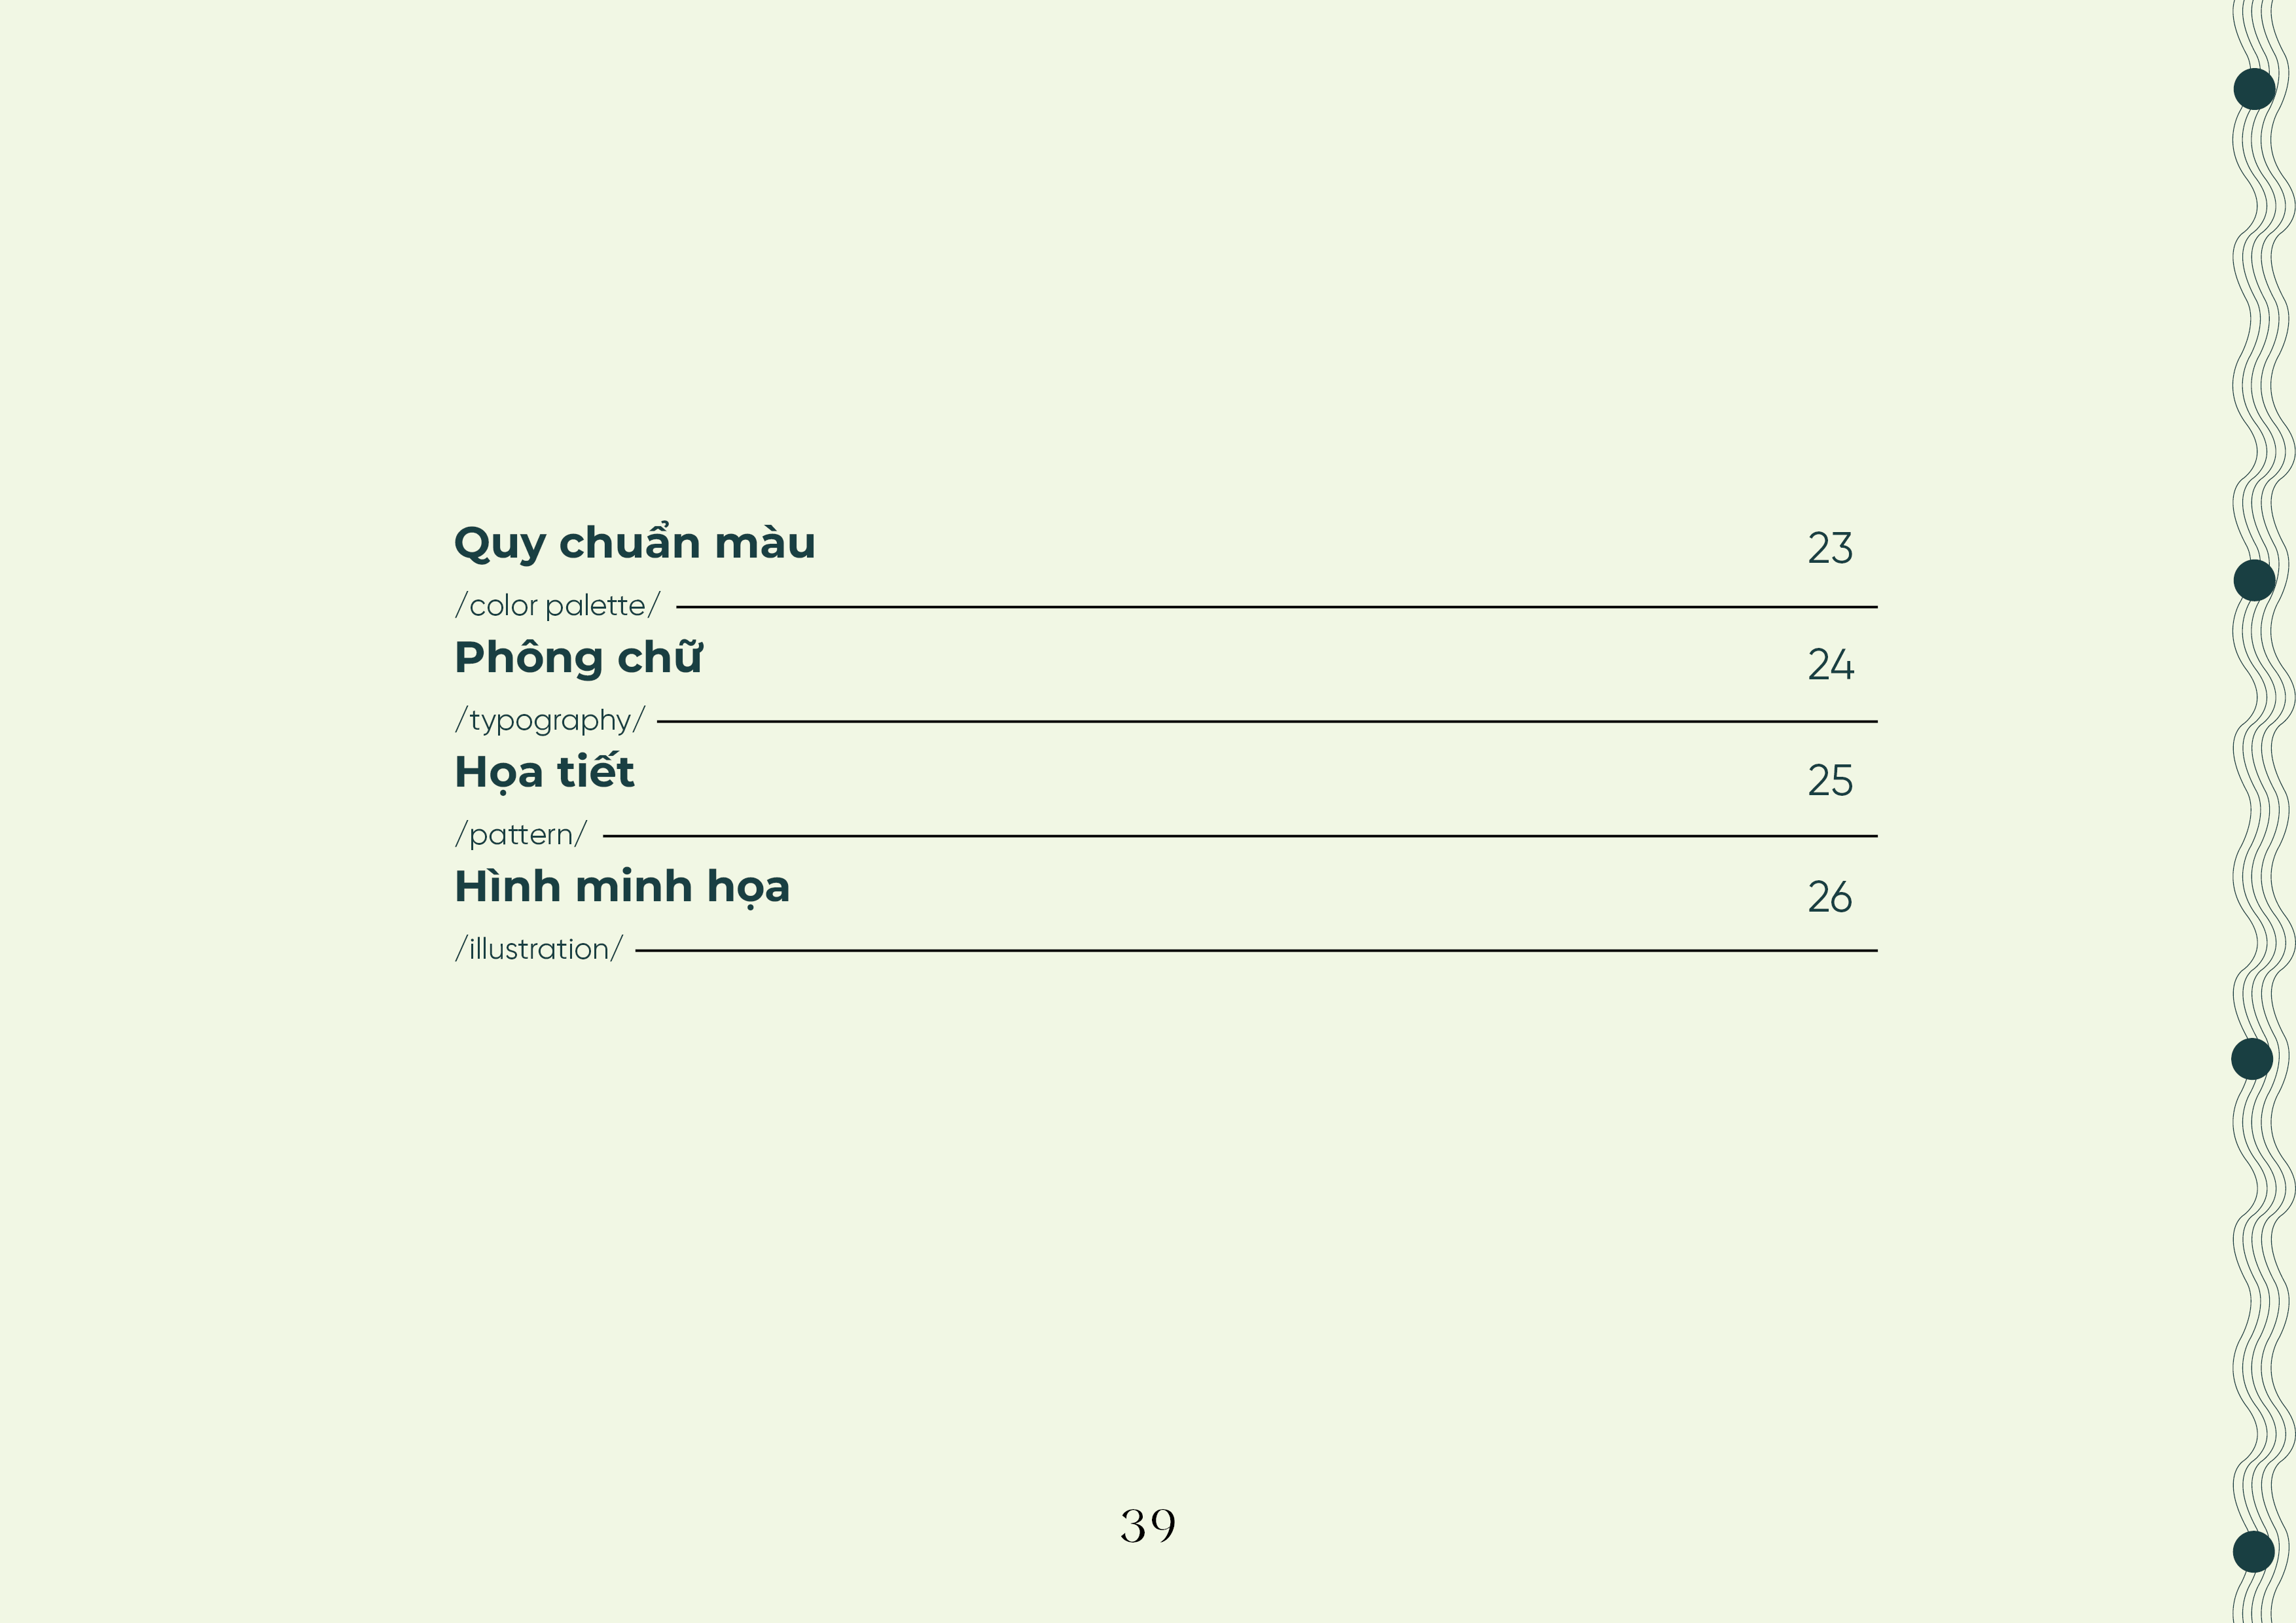 Quy chuẩn màu 23
/color palette/
Phông chữ 24
/typography/
Họa tiết 25
/pattern/
Hình minh họa 26
/illustration/
39